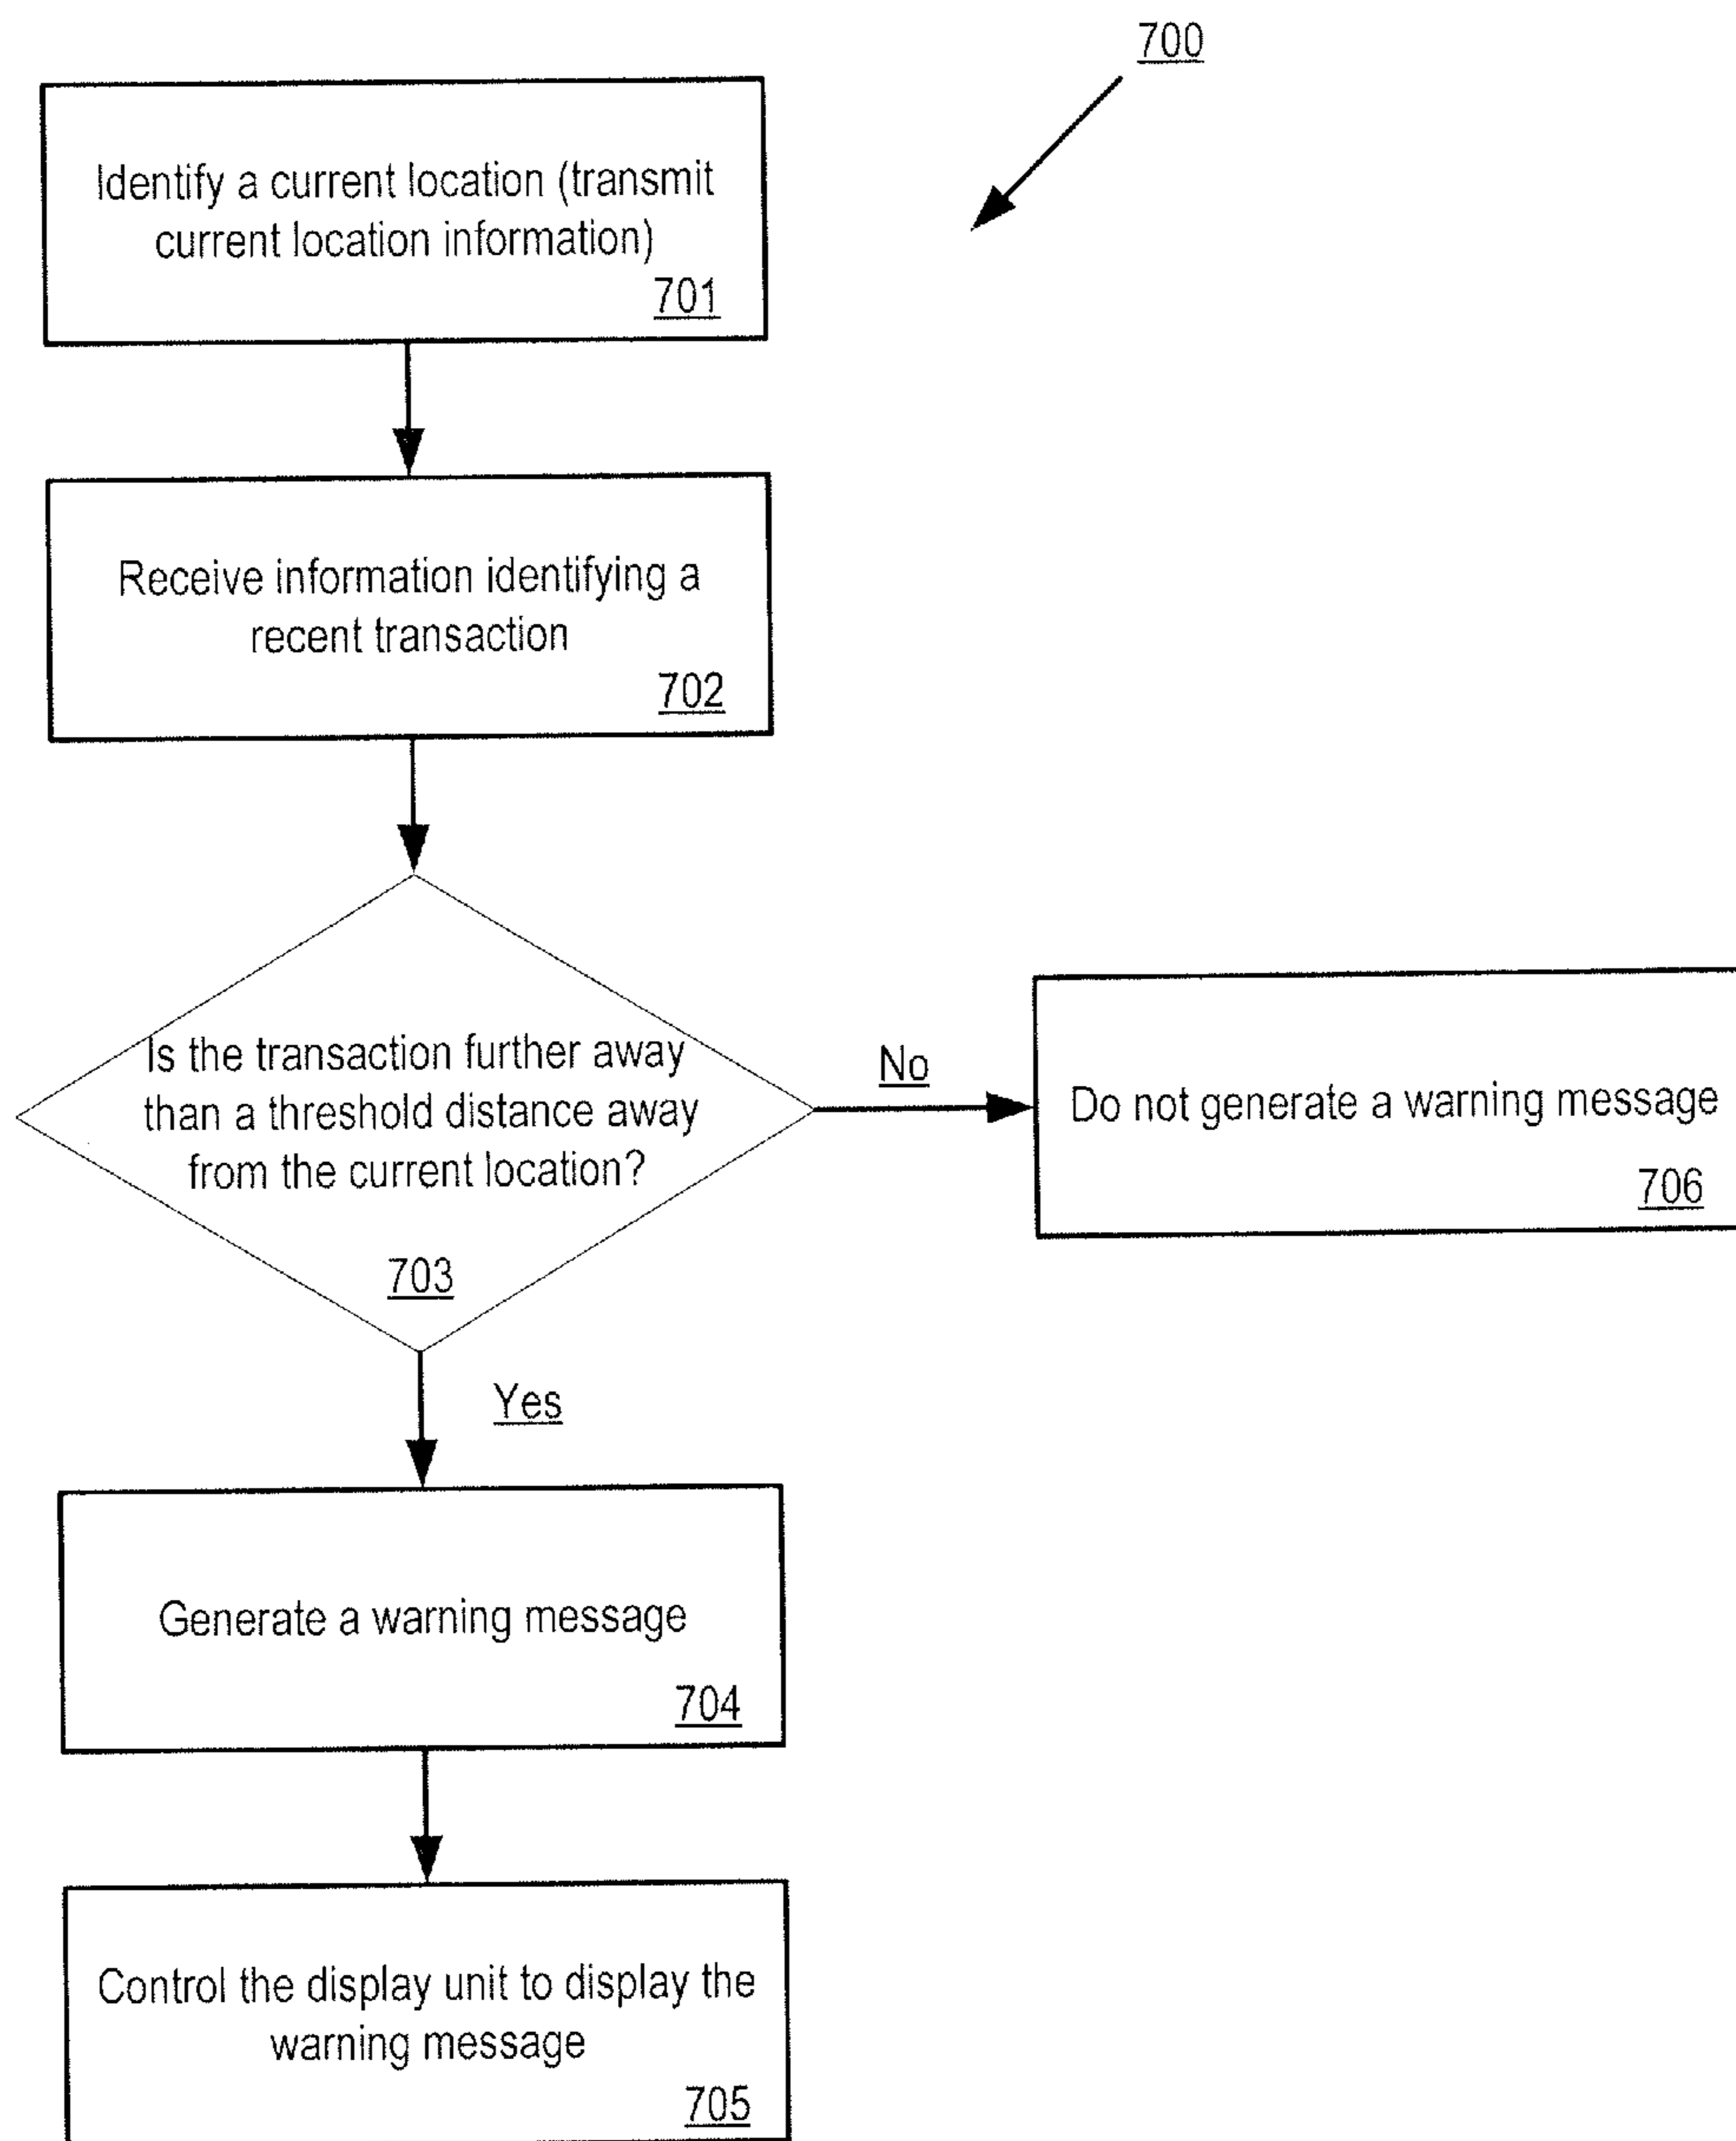 700
Identify a current location (transmit
current location information)
701
Receive information identifying a
recent transaction
702
Is the transaction further away
than a threshold distance away
from the current location?
703
No
Do not generate a warning message
706
Yes
Generate a warning message
704
Control the display unit to display the
warning message
705